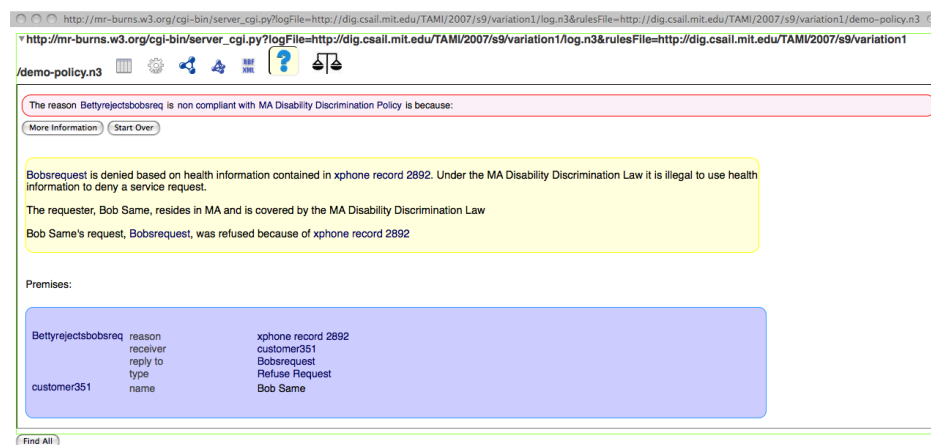 http://mr-burns.w3.org/cgi-bin/server_cgi.py?logFile=http://dig.csail.mit.edu/TAMI/2007/s9/variation1/log.n3&rulesFile=http://dig.csail.mit.edu/TAMI/2007/s9/variation1/demo-policy.n3
http://mr-burns.w3.org/cgi-bin/server_cgi.py?logFile=http://dig.csail.mit.edu/TAMI/2007/s9/variation1/log.n3&rulesFile=http://dig.csail.mit.edu/TAMI/2007/s9/variation1
/demo-policy.n3 RDF
XML ?
The reason Bettyrejectsbobsreq is non compliant with MA Disability Discrimination Policy is because:
More Information Start Over
Bobsrequest is denied based on health information contained in xphone record 2892. Under the MA Disability Discrimination Law it is illegal to use health
information to deny a service request.
The requester, Bob Same, resides in MA and is covered by the MA Disability Discrimination Law
Bob Same's request, Bobsrequest, was refused because of xphone record 2892
Premises:
Bettyrejectsbobsreq reason xphone record 2892
receiver customer351
reply to Bobsrequest
type Refuse Request
customer351 name Bob Same
Find All